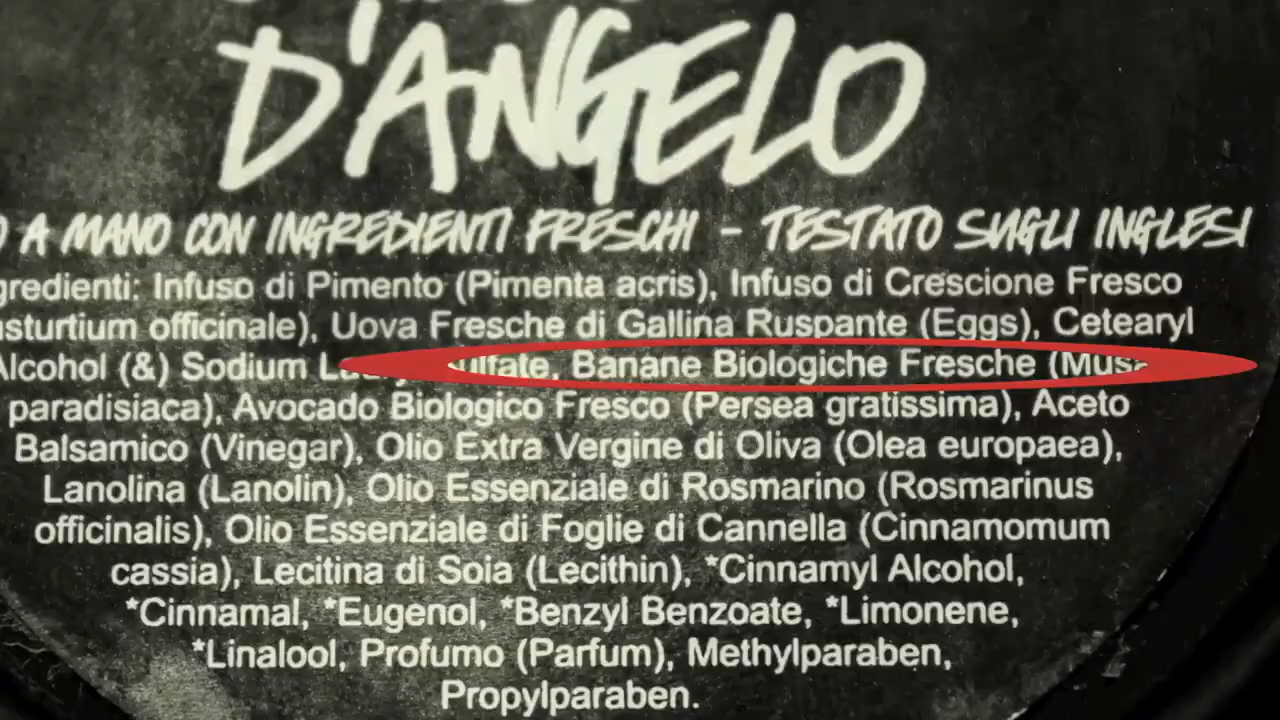 D'ANGELO
A MANO CON INGREDIENTI FRESCHI - TESTATO SUGLI INGLESI
gredienti: Infuso di Pimento (Pimenta acris), Infuso di Crescione Fresco
sturtium officinale), Uova Fresche di Gallina Ruspante (Eggs), Cetearyl
Alcohol (&) Sodium ulfate, Banane Biologiche Fresche (Mus
paradisiaca), Avocado Biologico Fresco (Persea gratissima), Aceto
Balsamico (Vinegar), Olio Extra Vergine di Oliva (Olea europaea),
Lanolina (Lanolin), Olio Essenziale di Rosmarino (Rosmarinus
officinalis), Olio Essenziale di Foglie di Cannella (Cinnamomum
cassia), Lecitina di Soia (Lecithin), *Cinnamyl Alcohol,
*Cinnamal, *Eugenol, *Benzyl Benzoate, *Limonene,
*Linalool, Profumo (Parfum), Methylparaben,
Propylparaben.